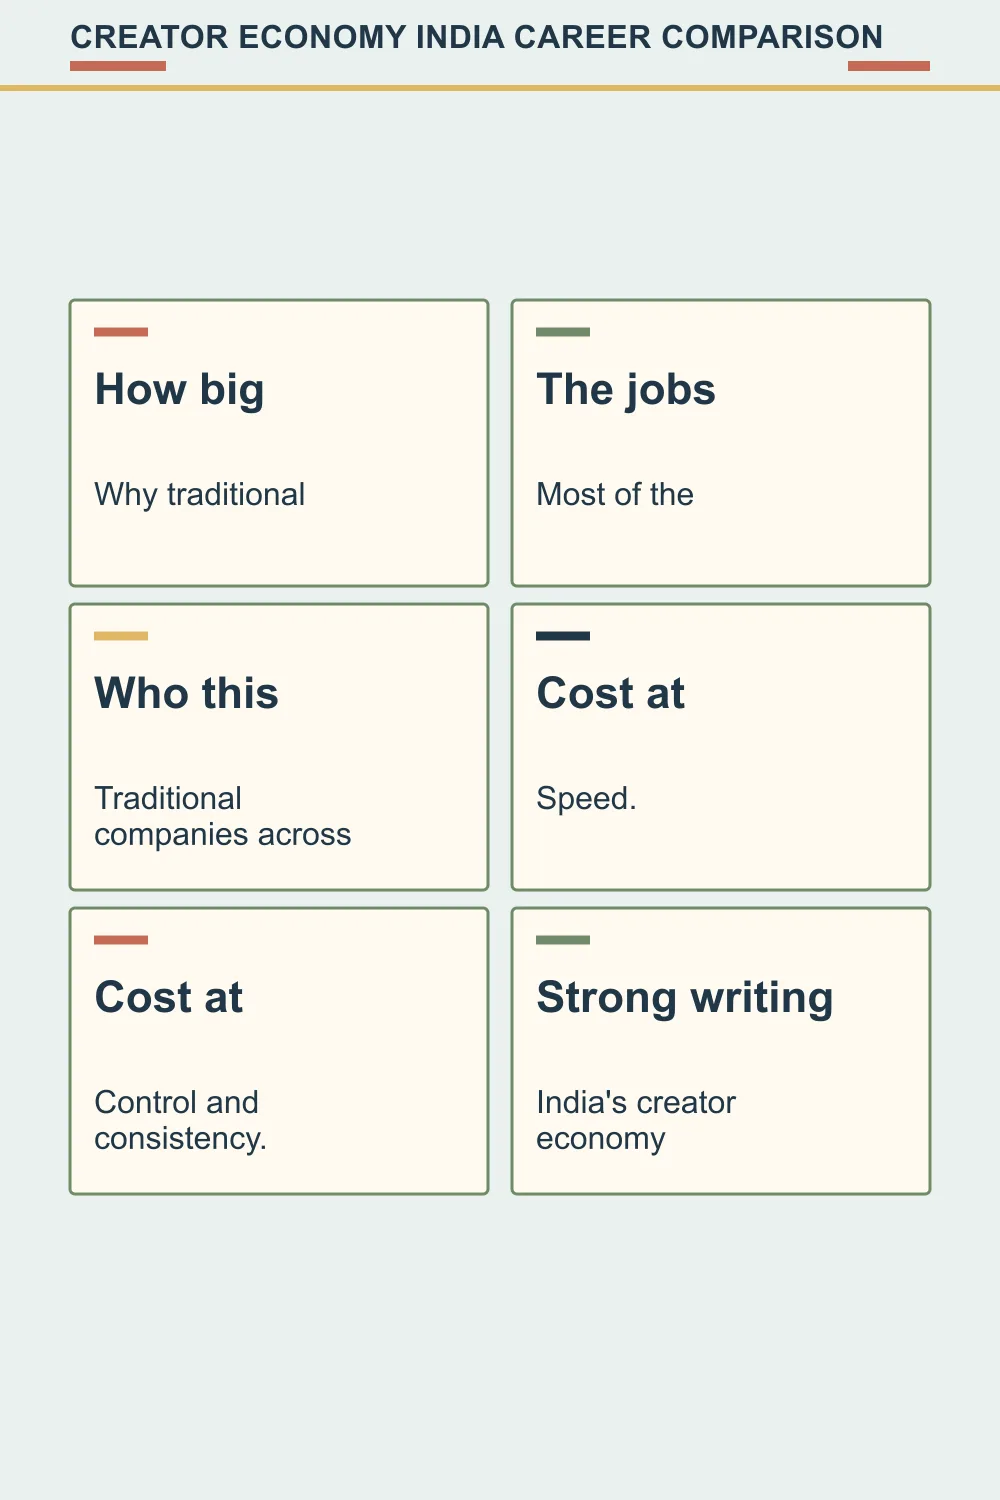 CREATOR ECONOMY INDIA CAREER COMPARISON
How big
Why traditional
The jobs
Most of the
Who this
Traditional
companies across
Cost at
Speed.
Cost at
Control and
consistency.
Strong writing
India's creator
economy